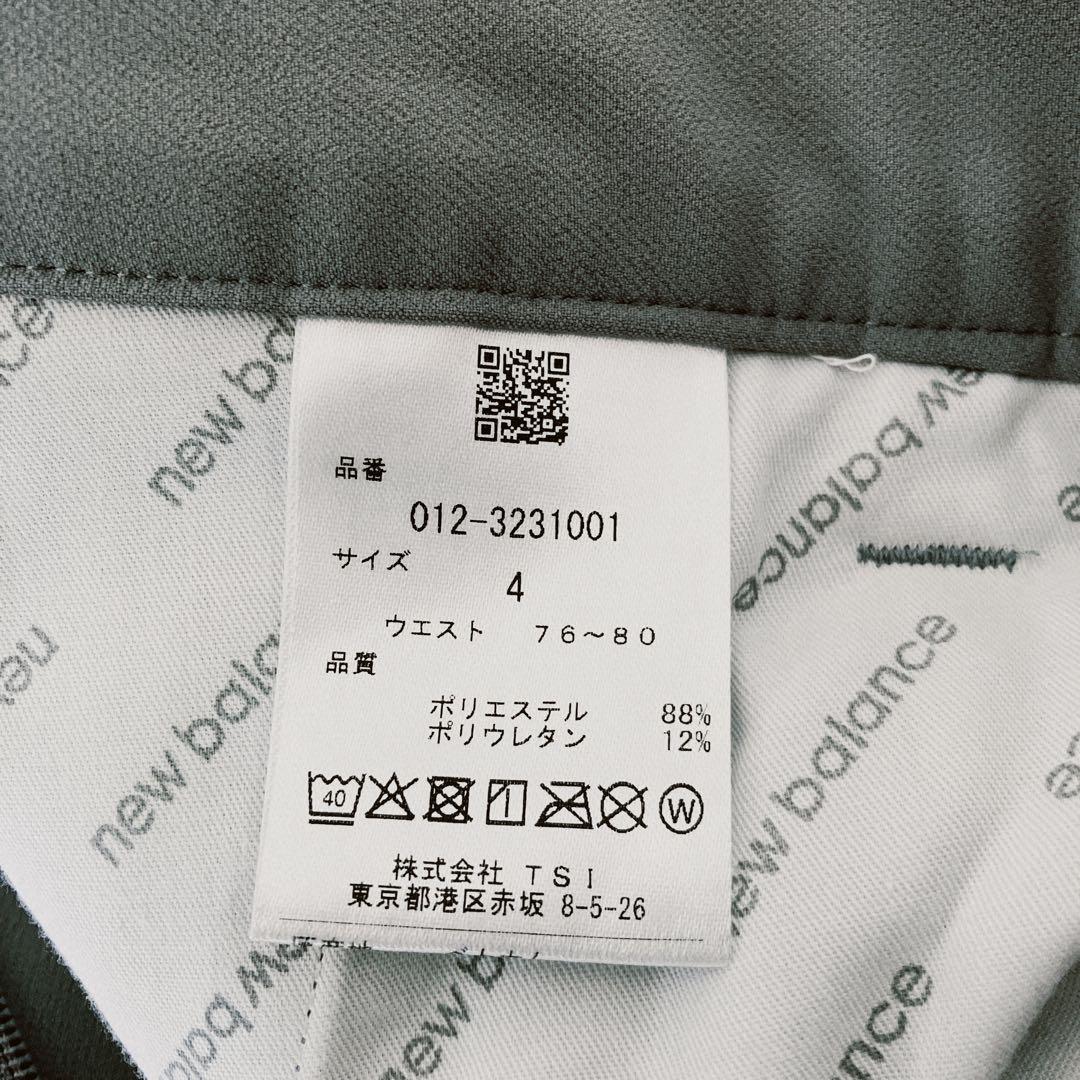 品番
012-3231001
サイズ
4
ウエスト 76～80
品質
ポリエステル 88%
ポリウレタン 12%
40
W
株式会社 TSI
東京都港区赤坂 8-5-26
new balance
new balance
new balance
new balance
new balance
new b
new balance